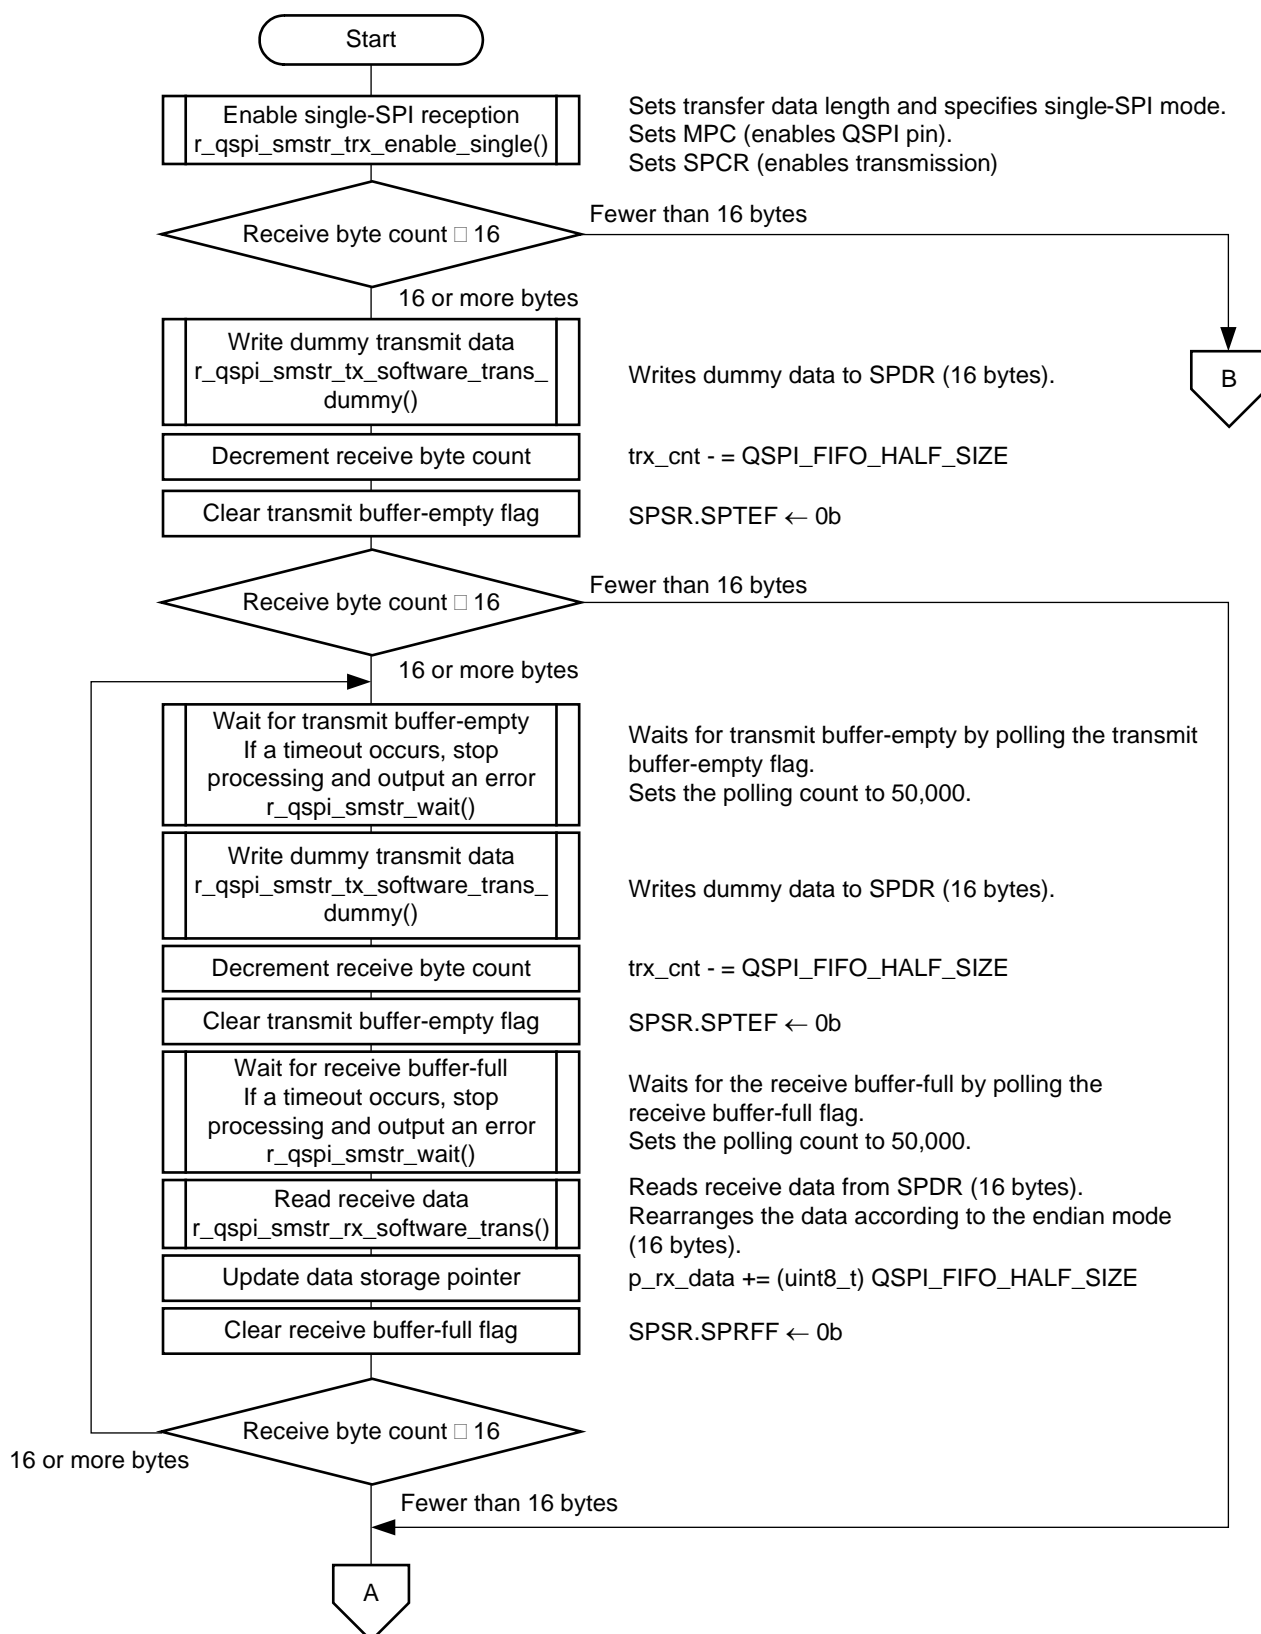 Start
Enable single-SPI reception
r_qspi_smstr_trx_enable_single()
Sets transfer data length and specifies single-SPI mode.
Sets MPC (enables QSPI pin).
Sets SPCR (enables transmission)
Receive byte count □ 16
Fewer than 16 bytes
16 or more bytes
B
Write dummy transmit data
r_qspi_smstr_tx_software_trans_
dummy()
Writes dummy data to SPDR (16 bytes).
Decrement receive byte count
trx_cnt - = QSPI_FIFO_HALF_SIZE
Clear transmit buffer-empty flag
SPSR.SPTEF ← 0b
Receive byte count □ 16
Fewer than 16 bytes
16 or more bytes
Wait for transmit buffer-empty
If a timeout occurs, stop
processing and output an error
r_qspi_smstr_wait()
Waits for transmit buffer-empty by polling the transmit
buffer-empty flag.
Sets the polling count to 50,000.
Write dummy transmit data
r_qspi_smstr_tx_software_trans_
dummy()
Writes dummy data to SPDR (16 bytes).
Decrement receive byte count
trx_cnt - = QSPI_FIFO_HALF_SIZE
Clear transmit buffer-empty flag
SPSR.SPTEF ← 0b
Wait for receive buffer-full
If a timeout occurs, stop
processing and output an error
r_qspi_smstr_wait()
Waits for the receive buffer-full by polling the
receive buffer-full flag.
Sets the polling count to 50,000.
Read receive data
r_qspi_smstr_rx_software_trans()
Reads receive data from SPDR (16 bytes).
Rearranges the data according to the endian mode
(16 bytes).
Update data storage pointer
p_rx_data += (uint8_t) QSPI_FIFO_HALF_SIZE
Clear receive buffer-full flag
SPSR.SPRFF ← 0b
Receive byte count □ 16
16 or more bytes
Fewer than 16 bytes
A